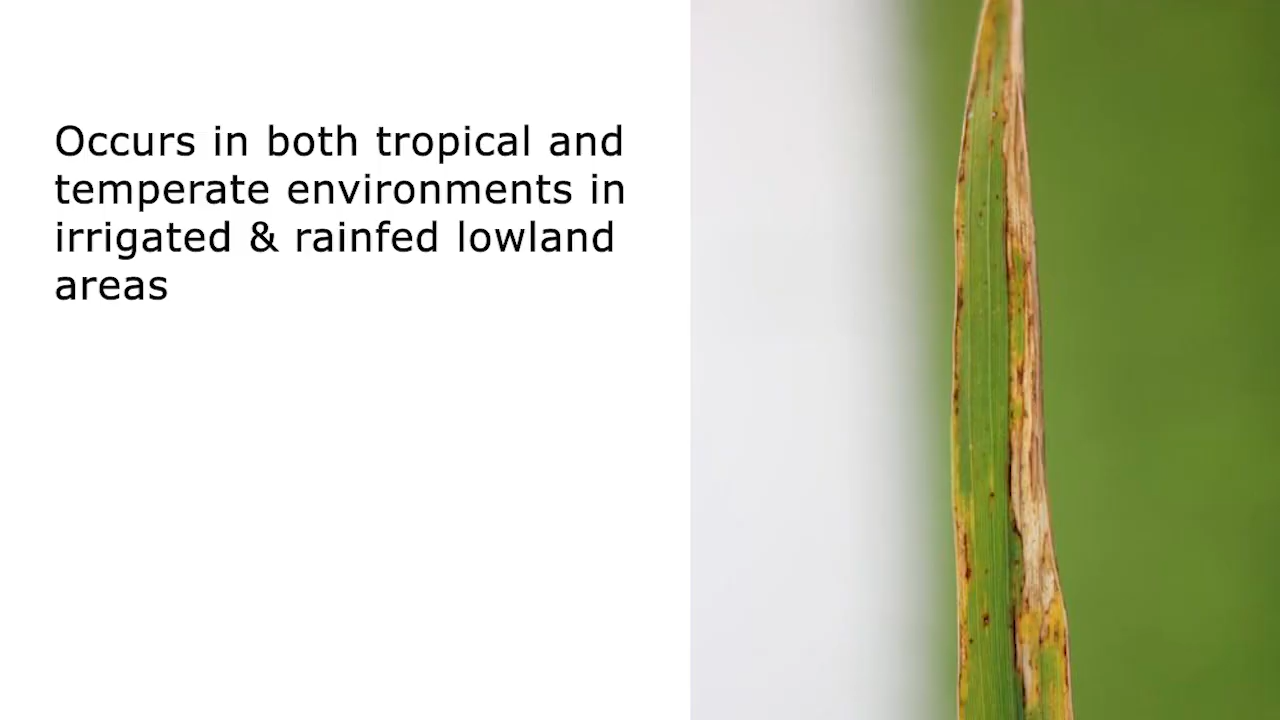 Occurs in both tropical and
temperate environments in
irrigated & rainfed lowland
areas